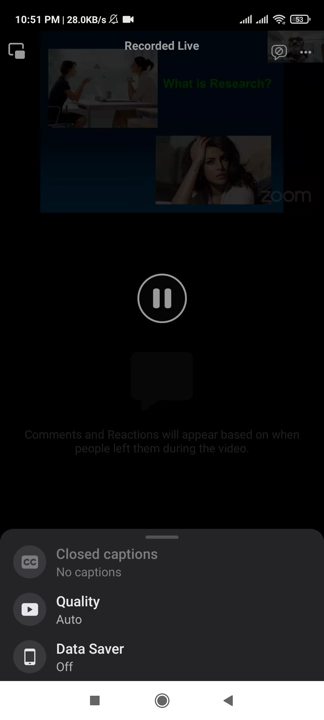 10:51 PM | 28.0KB/s
53
Recorded Live
What is Research?
zoom
Comments and Reactions will appear based on when
people left them during the video.
CC
Closed captions
No captions
Quality
Auto
Data Saver
Off